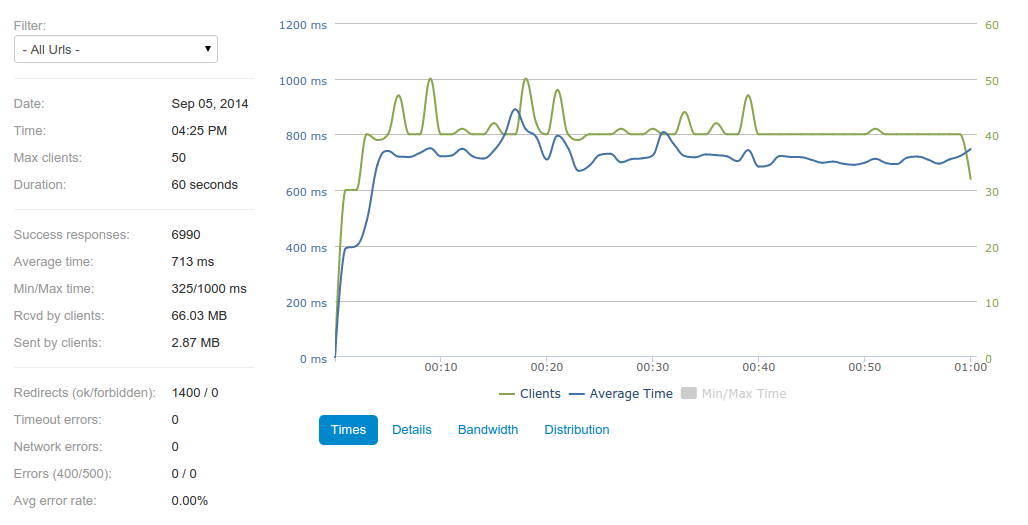 Filter:
- All Urls -
Date: Sep 05, 2014
Time: 04:25 PM
Max clients: 50
Duration: 60 seconds
Success responses: 6990
Average time: 713 ms
Min/Max time: 325/1000 ms
Rcvd by clients: 66.03 MB
Sent by clients: 2.87 MB
Redirects (ok/forbidden): 1400 / 0
Timeout errors: 0
Network errors: 0
Errors (400/500): 0 / 0
Avg error rate: 0.00%
1200 ms 60
1000 ms 50
800 ms 40
600 ms 30
400 ms 20
200 ms 10
0 ms 0
00:10 00:20 00:30 00:40 00:50 01:00
Clients Average Time Min/Max Time
Times Details Bandwidth Distribution